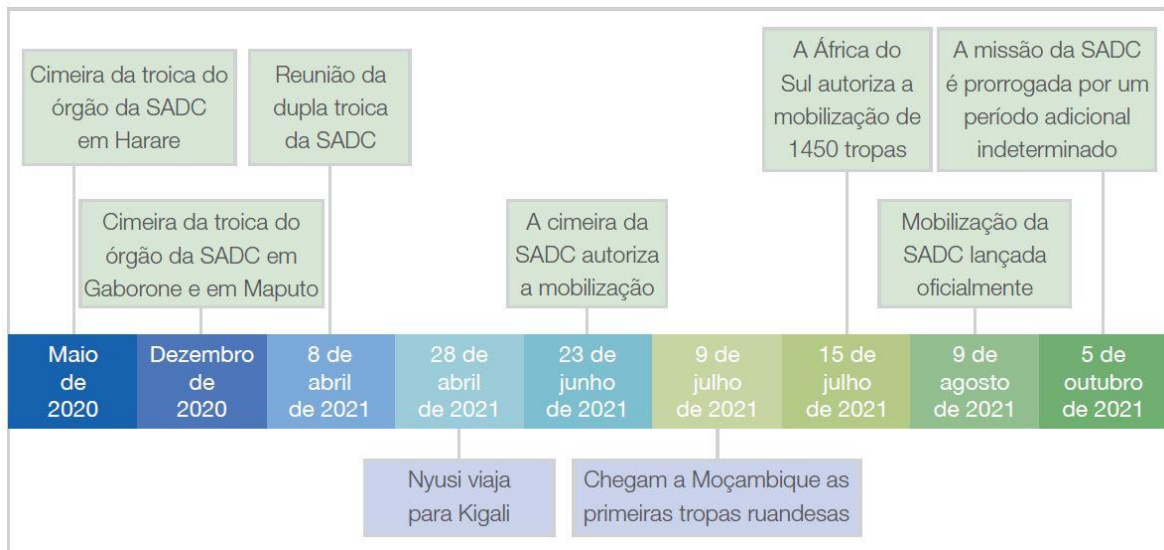 Cimeira da troica do
órgão da SADC
em Harare
Reunião da
dupla troica
da SADC
A África do
Sul autoriza a
mobilização de
1450 tropas
A missão da SADC
é prorrogada por um
período adicional
indeterminado
Cimeira da troica do
órgão da SADC em
Gaborone e em Maputo
A cimeira da
SADC autoriza
a mobilização
Mobilização da
SADC lançada
oficialmente
Maio
de
2020
Dezembro
de
2020
8 de
abril
de 2021
28 de
abril
de 2021
23 de
junho
de 2021
9 de
julho
de 2021
15 de
julho
de 2021
9 de
agosto
de 2021
5 de
outubro
de 2021
Nyusi viaja
para Kigali
Chegam a Moçambique as
primeiras tropas ruandesas